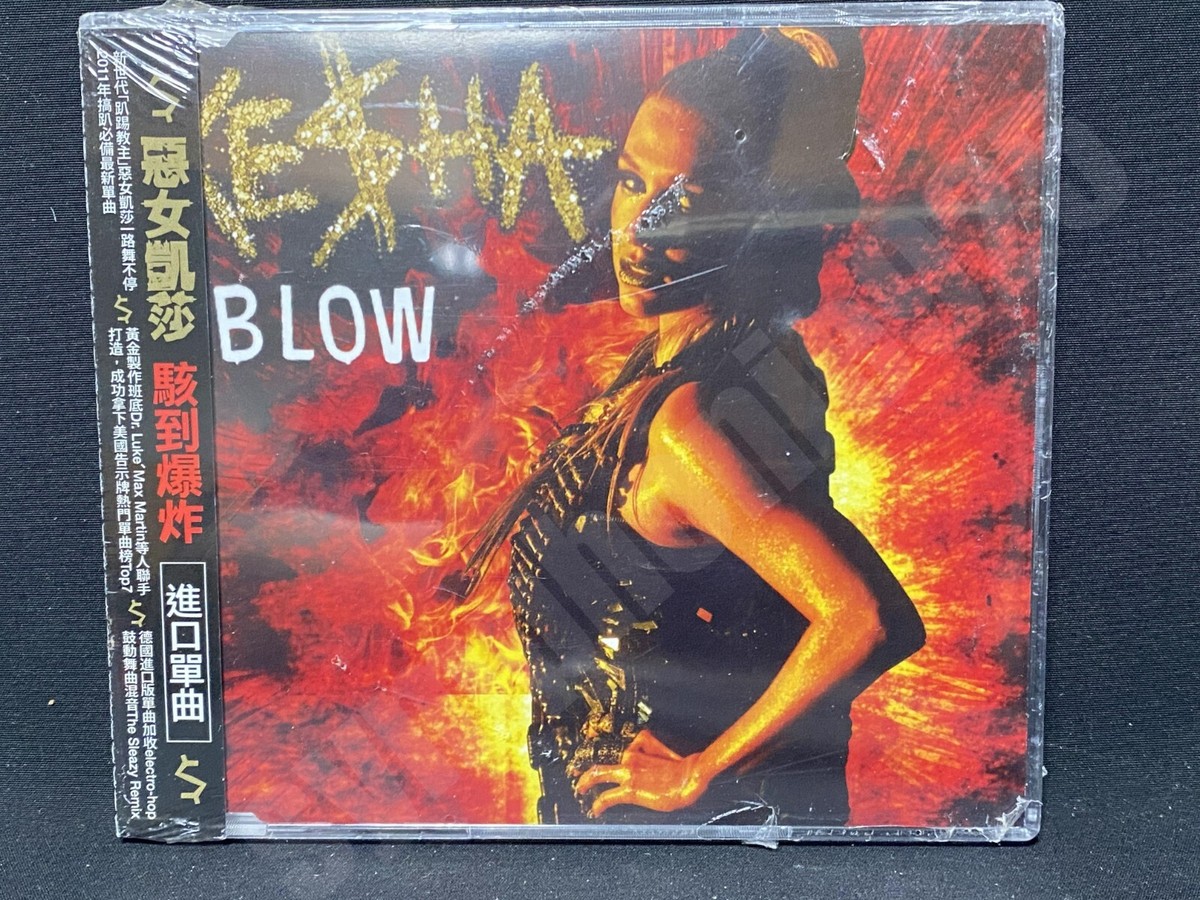 惡女凱莎 駭到爆炸 進口單曲
新世代「趴踢教主」惡女凱莎一路舞不停
2011年搞趴必備最新單曲
黃金製作班底Dr. Luke、Max Martin等人聯手
打造，成功拿下美國告示牌熱門單曲榜Top7
德國進口版單曲加收electro-hop
鼓動舞曲混音The Sleazy Remix
KE$HA
BLOW